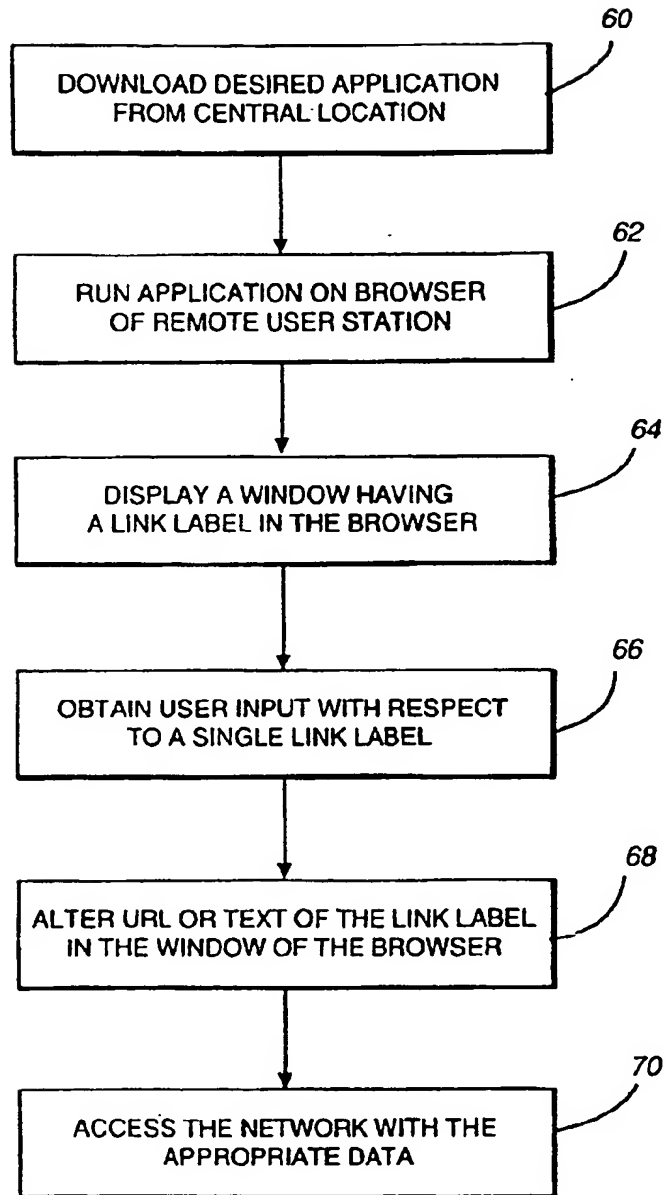 60
DOWNLOAD DESIRED APPLICATION
FROM CENTRAL LOCATION
62
RUN APPLICATION ON BROWSER
OF REMOTE USER STATION
64
DISPLAY A WINDOW HAVING
A LINK LABEL IN THE BROWSER
66
OBTAIN USER INPUT WITH RESPECT
TO A SINGLE LINK LABEL
68
ALTER URL OR TEXT OF THE LINK LABEL
IN THE WINDOW OF THE BROWSER
70
ACCESS THE NETWORK WITH THE
APPROPRIATE DATA